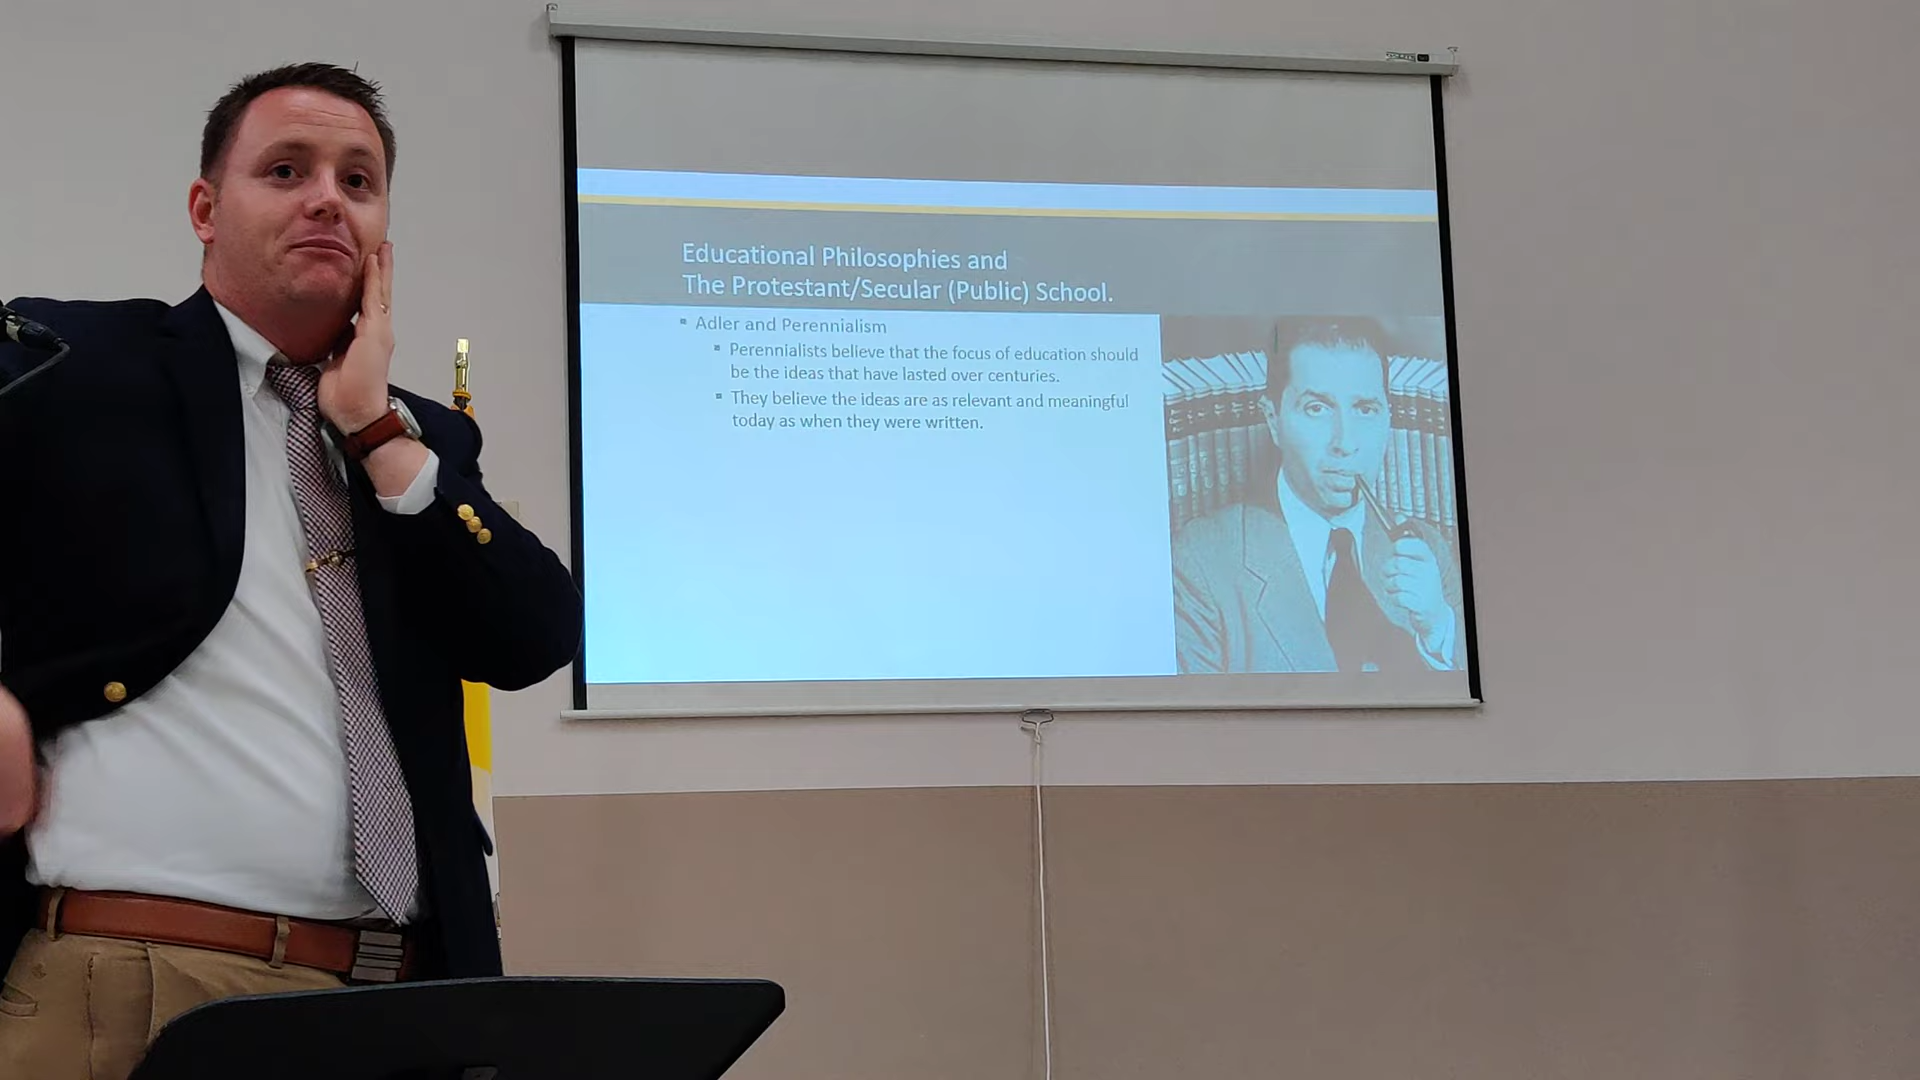 Educational Philosophies and
The Protestant/Secular (Public) School.
Adler and Perennialism
Perennialists believe that the focus of education should
be the ideas that have lasted over centuries.
They believe the ideas are as relevant and meaningful
today as when they were written.